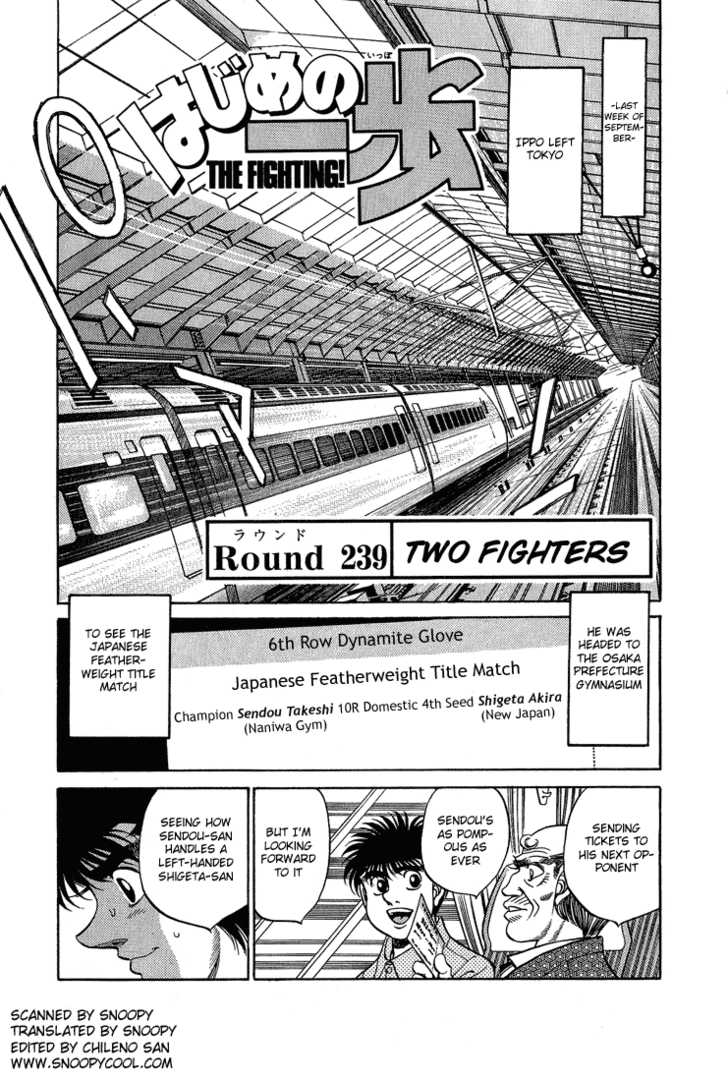 -LAST
WEEK OF
SEPTEM-
BER-
IPPO LEFT
TOKYO
いっぽ
はじめの一歩
THE FIGHTING!
ラウンド
Round 239
TWO FIGHTERS
HE WAS
HEADED TO
THE OSAKA
PREFECTURE
GYMNASIUM
6th Row Dynamite Glove
Japanese Featherweight Title Match
Champion Sendou Takeshi 10R Domestic 4th Seed Shigeta Akira
(Naniwa Gym)
(New Japan)
TO SEE THE
JAPANESE
FEATHER-
WEIGHT TITLE
MATCH
SENDING
TICKETS TO
HIS NEXT OP-
PONENT
SENDOU'S
AS POMP-
OUS AS
EVER
BUT I'M
LOOKING
FORWARD
TO IT
SEEING HOW
SENDOU-SAN
HANDLES A
LEFT-HANDED
SHIGETA-SAN
SCANNED BY SNOOPY
TRANSLATED BY SNOOPY
EDITED BY CHILENO SAN
WWW.SNOOPYCOOL.COM